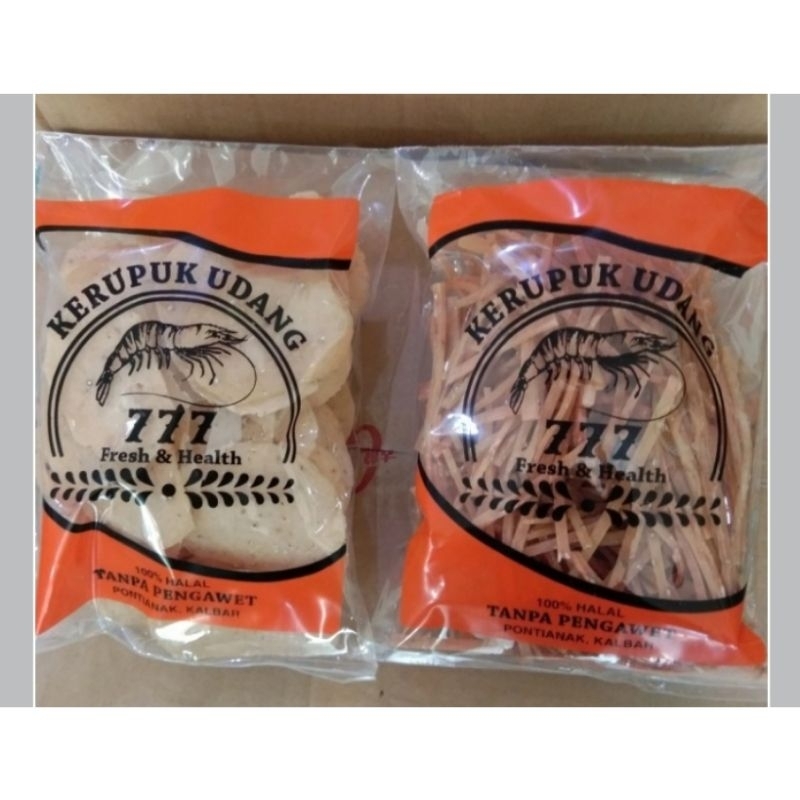 KERUPUK UDANG
777
Fresh & Health
100% HALAL
TANPA PENGAWET
PONTIANAK, KALBAR
KERUPUK UDANG
777
Fresh & Health
100% HALAL
TANPA PENGAWET
PONTIANAK, KALBAR